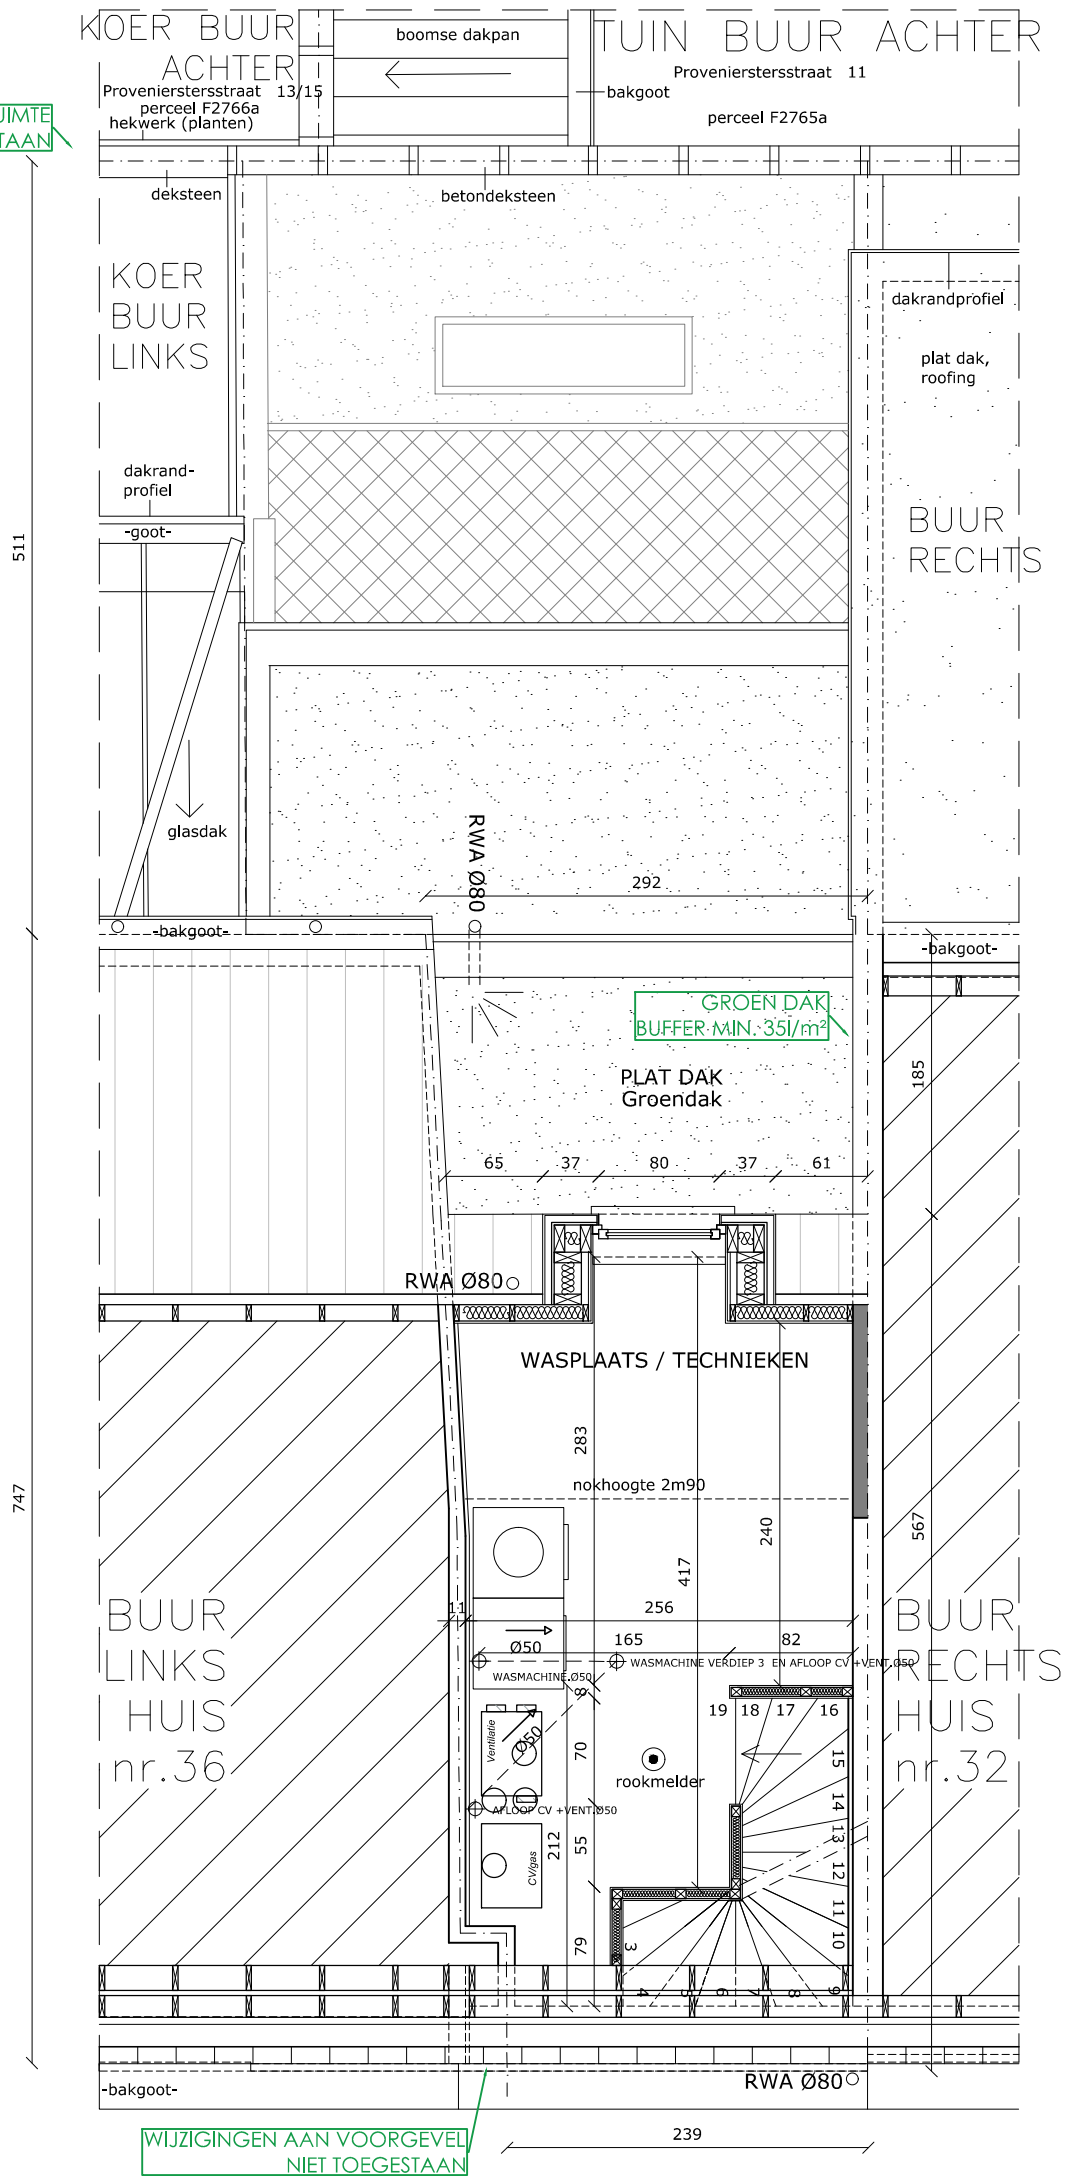 KOER BUUR
ACHTER
Provenierstersstraat 13/15
perceel F2766a
hekwerk (planten)
boomse dakpan
bakgoot
TUIN BUUR ACHTER
Provenierstersstraat 11
perceel F2765a
TAAN
deksteen
betondeksteen
KOER
BUUR
LINKS
dakrandprofiel
plat dak,
roofing
dakrand-
profiel
-goot-
BUUR
RECHTS
511
glasdak
RWA Ø80
292
-bakgoot-
-bakgoot-
GROEN DAK
BUFFER MIN. 35l/m²
PLAT DAK
Groendak
185
65
37
80
37
61
RWA Ø80
WASPLAATS / TECHNIEKEN
283
nokhoogte 2m90
240
417
747
567
11
256
165
82
Ø50
WASMACHINE VERDIEP 3 EN AFLOOP CV +VENT.Ø50
WASMACHINE.Ø50
BUUR
LINKS
HUIS
nr.36
BUUR
RECHTS
HUIS
nr.32
8
19
18
17
16
Ventilatie
Ø50
70
rookmelder
15
14
13
12
11
10
AFLOOP CV +VENT.Ø50
212
55
CV/gas
79
3
4
5
6
7
8
9
-bakgoot-
RWA Ø80
WIJZIGINGEN AAN VOORGEVEL
NIET TOEGESTAAN
239